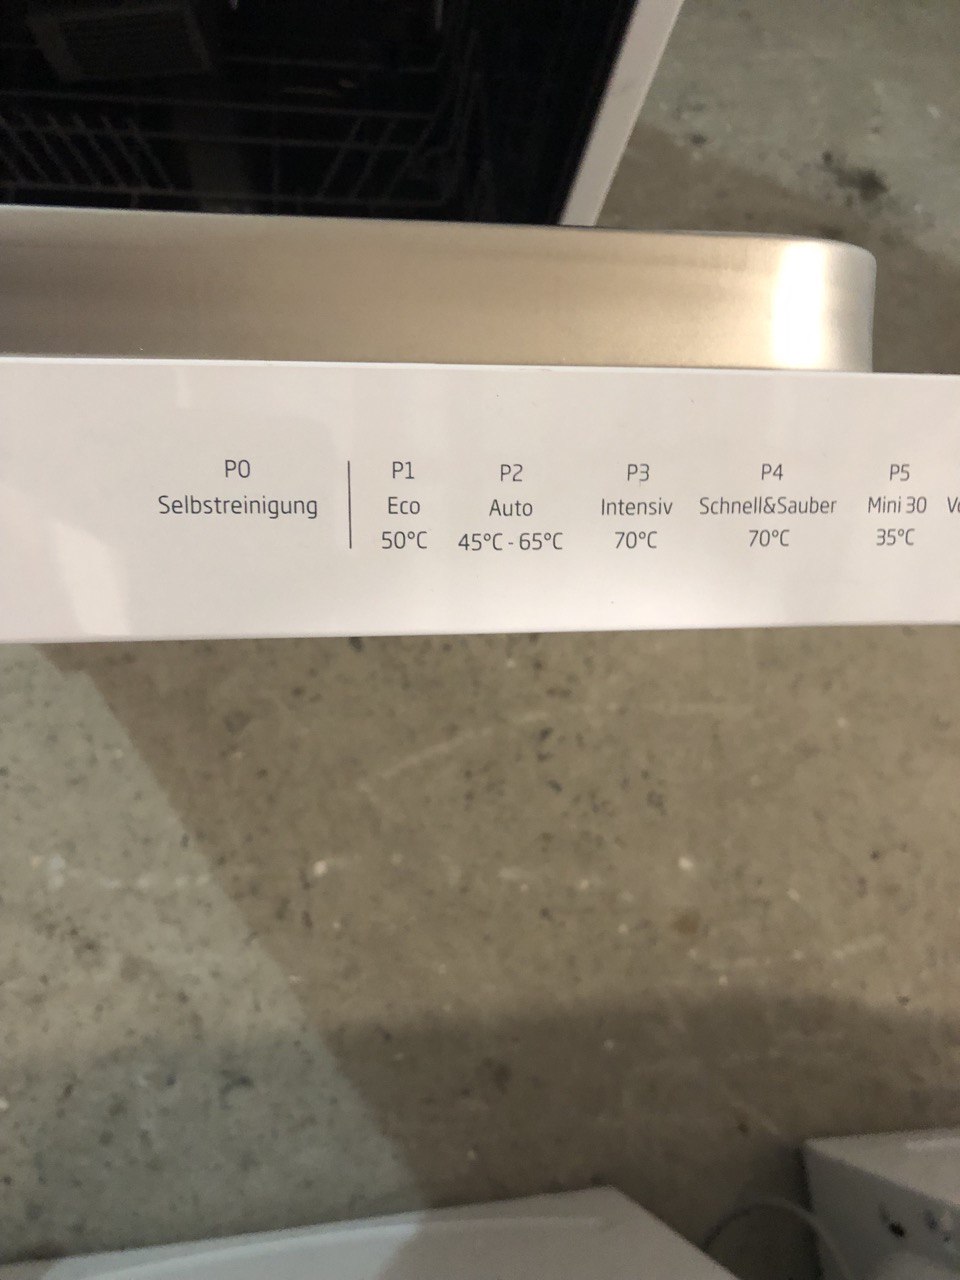 P0
Selbstreinigung
P1
Eco
50°C
P2
Auto
45°C - 65°C
P3
Intensiv
70°C
P4
Schnell&Sauber
70°C
P5
Mini 30
35°C